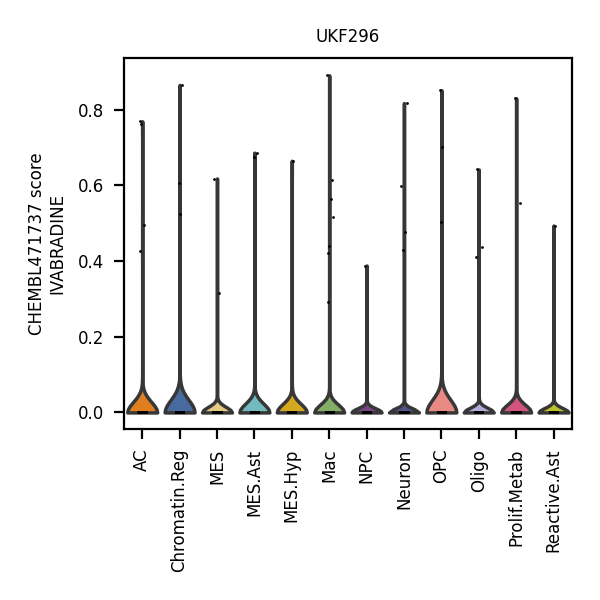 UKF296
CHEMBL471737 score
IVABRADINE
0.8
0.6
0.4
0.2
0.0
AC
Chromatin.Reg
MES
MES.Ast
MES.Hyp
Mac
NPC
Neuron
OPC
Oligo
Prolif.Metab
Reactive.Ast